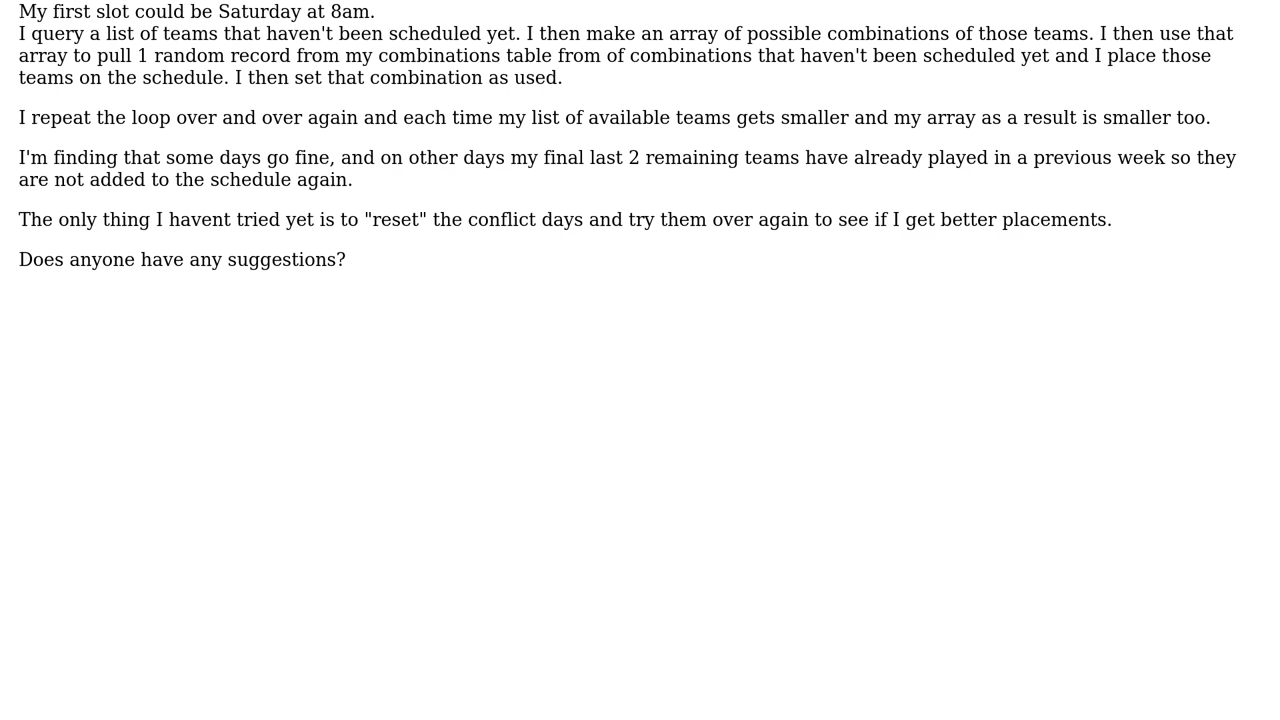 My first slot could be Saturday at 8am.
I query a list of teams that haven't been scheduled yet. I then make an array of possible combinations of those teams. I then use that
array to pull 1 random record from my combinations table from of combinations that haven't been scheduled yet and I place those
teams on the schedule. I then set that combination as used.
I repeat the loop over and over again and each time my list of available teams gets smaller and my array as a result is smaller too.
I'm finding that some days go fine, and on other days my final last 2 remaining teams have already played in a previous week so they
are not added to the schedule again.
The only thing I havent tried yet is to "reset" the conflict days and try them over again to see if I get better placements.
Does anyone have any suggestions?